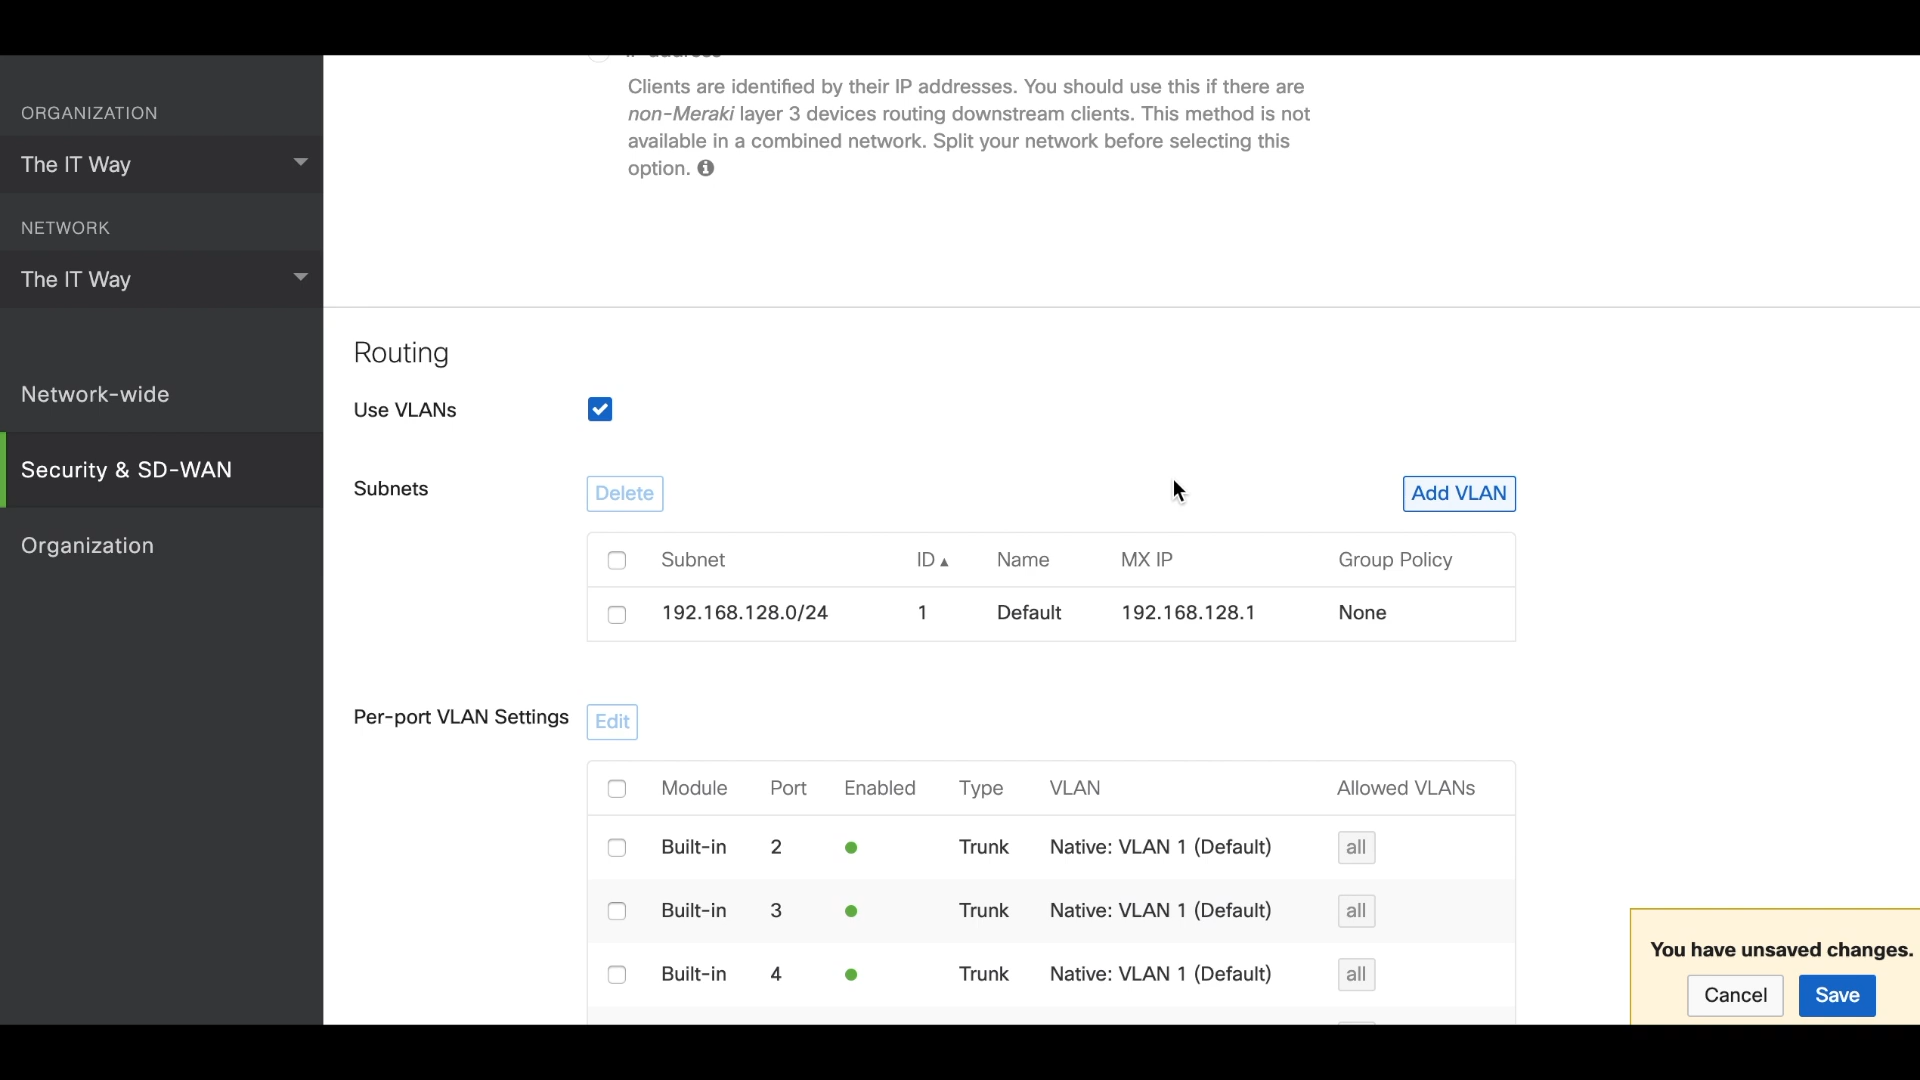 ORGANIZATION
The IT Way
NETWORK
The IT Way
Network-wide
Security & SD-WAN
Organization
Clients are identified by their IP addresses. You should use this if there are
non-Meraki layer 3 devices routing downstream clients. This method is not
available in a combined network. Split your network before selecting this
option.
Routing
Use VLANs
Subnets
Delete
Add VLAN
Subnet ID▲ Name MX IP Group Policy
192.168.128.0/24 1 Default 192.168.128.1 None
Per-port VLAN Settings
Edit
Module Port Enabled Type VLAN Allowed VLANs
Built-in 2 Trunk Native: VLAN 1 (Default) all
Built-in 3 Trunk Native: VLAN 1 (Default) all
Built-in 4 Trunk Native: VLAN 1 (Default) all
You have unsaved changes.
Cancel
Save